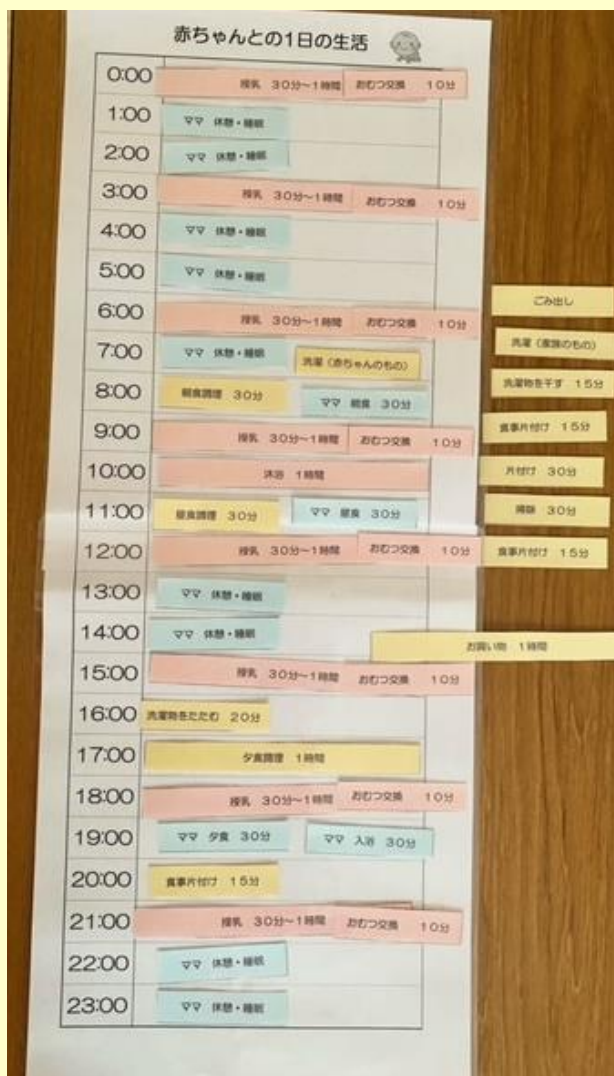 赤ちゃんとの1日の生活
0:00 授乳 30分～1時間 おむつ交換 10分
1:00 ママ 休憩・睡眠
2:00 ママ 休憩・睡眠
3:00 授乳 30分～1時間 おむつ交換 10分
4:00 ママ 休憩・睡眠
5:00 ママ 休憩・睡眠
ごみ出し
6:00 授乳 30分～1時間 おむつ交換 10分
洗濯（家族のもの）
7:00 ママ 休憩・睡眠 洗濯（赤ちゃんのもの）
洗濯物を干す 15分
8:00 朝食調理 30分 ママ 朝食 30分
食事片付け 15分
9:00 授乳 30分～1時間 おむつ交換 10分
10:00 沐浴 1時間 片付け 30分
11:00 昼食調理 30分 ママ 昼食 30分 掃除 30分
12:00 授乳 30分～1時間 おむつ交換 10分 食事片付け 15分
13:00 ママ 休憩・睡眠
14:00 ママ 休憩・睡眠 お買い物 1時間
15:00 授乳 30分～1時間 おむつ交換 10分
16:00 洗濯物をたたむ 20分
17:00 夕食調理 1時間
18:00 授乳 30分～1時間 おむつ交換 10分
19:00 ママ 夕食 30分 ママ 入浴 30分
20:00 食事片付け 15分
21:00 授乳 30分～1時間 おむつ交換 10分
22:00 ママ 休憩・睡眠
23:00 ママ 休憩・睡眠